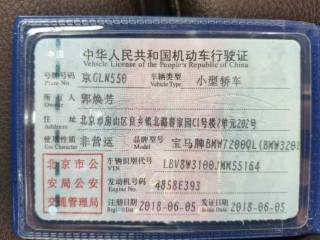 中华人民共和国机动车行驶证
Vehicle License of the People's Republic of China
号牌号码 京GLW550 车辆类型 小型轿车
Plate No. Vehicle Type
所有人 郭焕芳
Owner
住址 北京市房山区良乡镇北潞春家园C1号楼2单元202号
Address
使用性质 非营运 品牌型号 宝马牌BMW7200QL(BMW320
Use Character Model
北京市公安局公安交通管理局
车辆识别代号 LBV8W3100JMM55164
VIN
发动机号码 4858E393
Engine No.
注册日期 2018-06-05 发证日期 2018-06-05
Register Date Issue Date